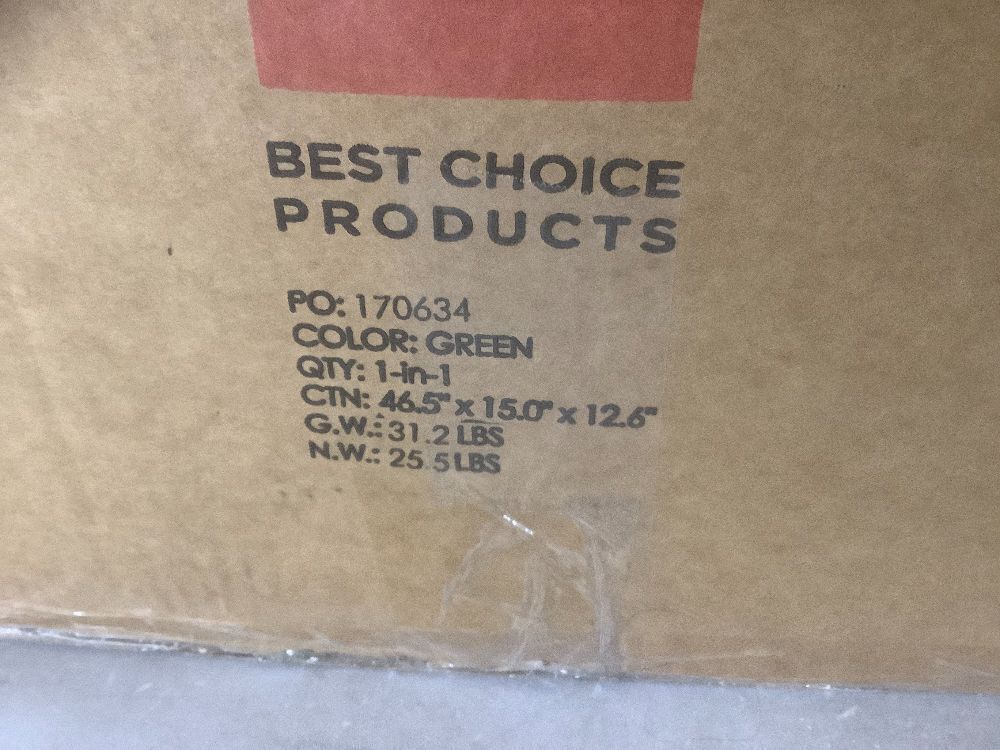 BEST CHOICE
PRODUCTS
PO: 170634
COLOR: GREEN
QTY: 1-in-1
CTN: 46.5" x 15.0" x 12.6"
G.W.: 31.2 LBS
N.W.: 25.5 LBS